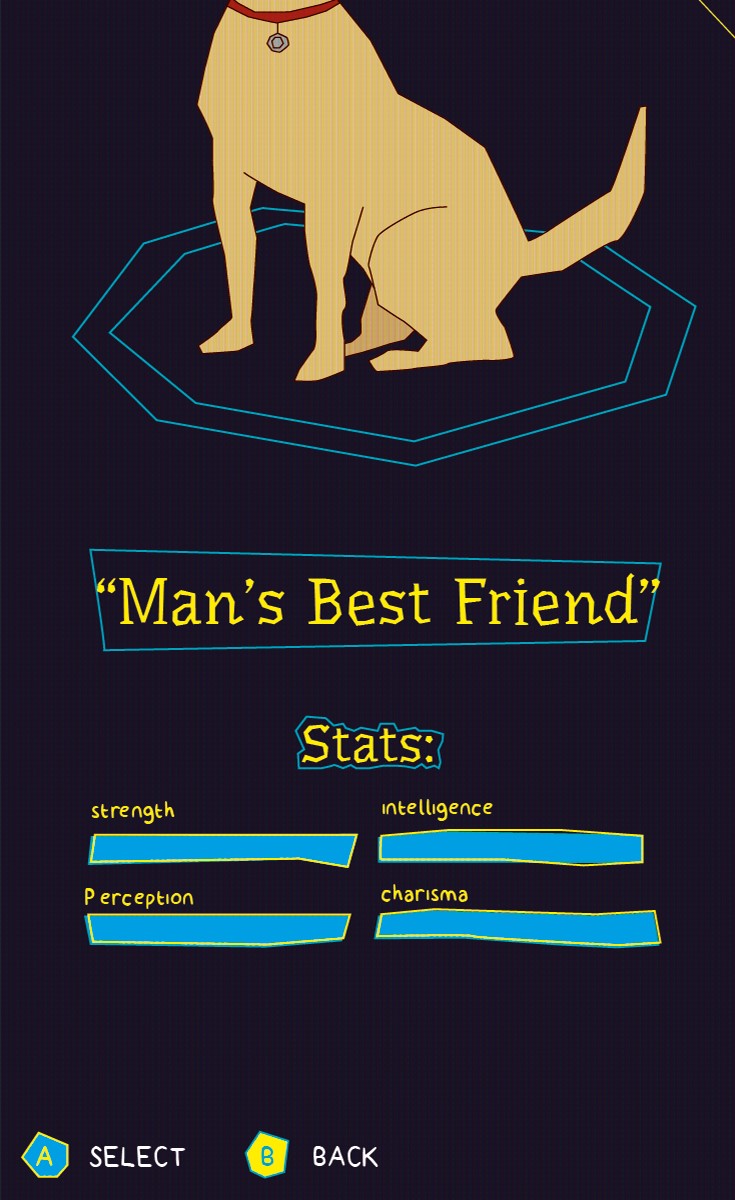 “Man’s Best Friend”
Stats:
strength
intelligence
Perception
charisma
A SELECT B BACK